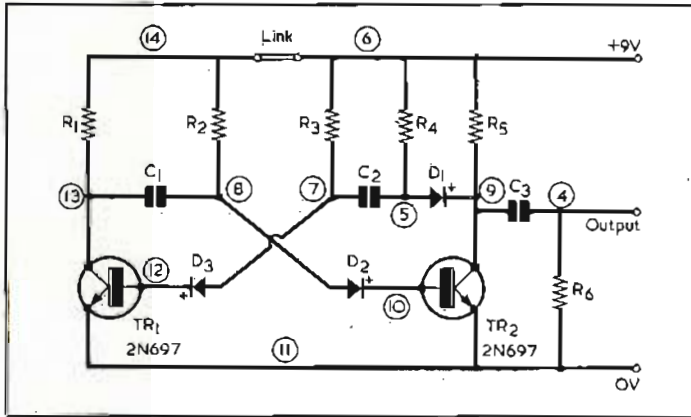 14 Link 6 +9V
R1 R2 R3 R4 R5
C1 C2 D1
13 8 7 5 9 C3 4
Output
12 D3 D2 10 R6
TR1 TR2
2N697 11 2N697
0V
+ + +